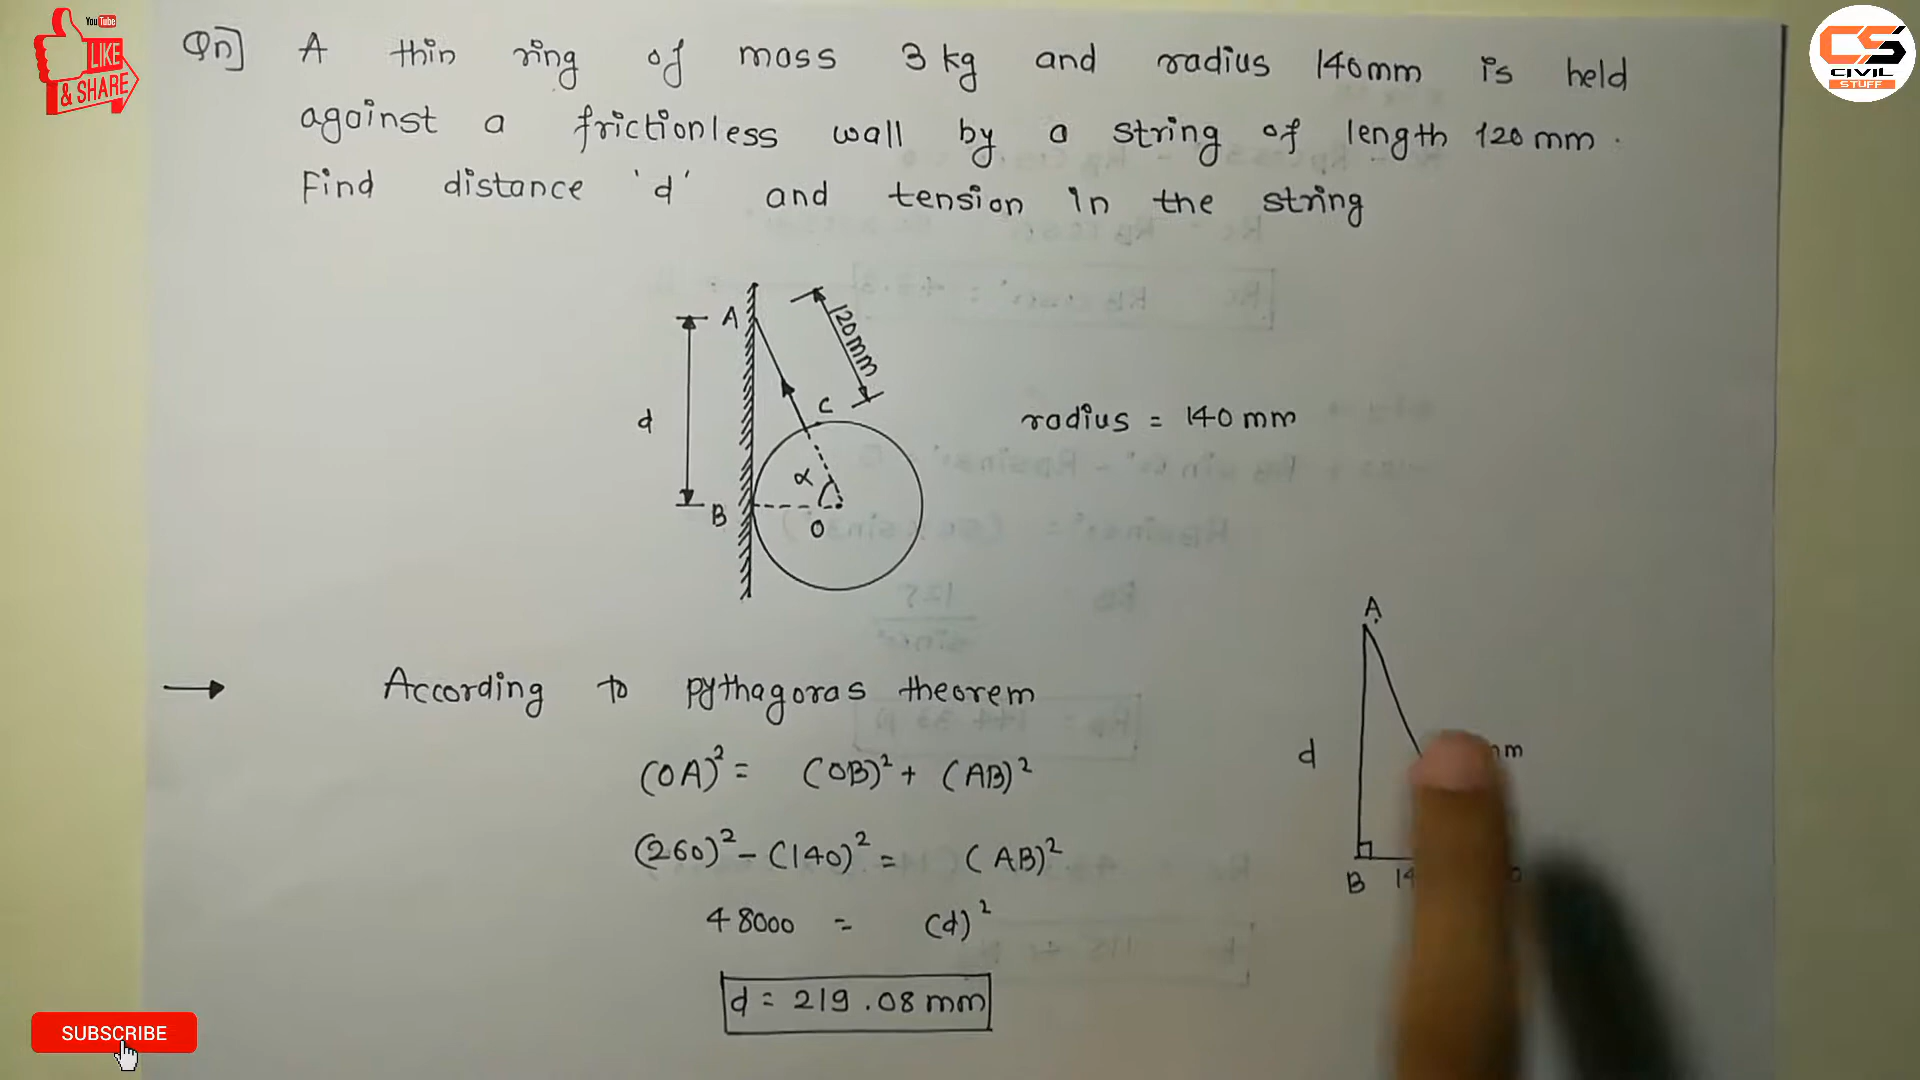 YouTube
LIKE
& SHARE
CS
CIVIL
STUFF
Qn] A thin ring of mass 3 kg and radius 140mm is held
against a frictionless wall by a string of length 120 mm.
Find distance 'd' and tension in the string
A
120mm
C
d
radius = 140 mm
α
B
O
A
According to pythagoras theorem
d
(OA)² = (OB)² + (AB)²
(260)² - (140)² = (AB)²
B
48000 = (d)²
d = 219.08 mm
SUBSCRIBE